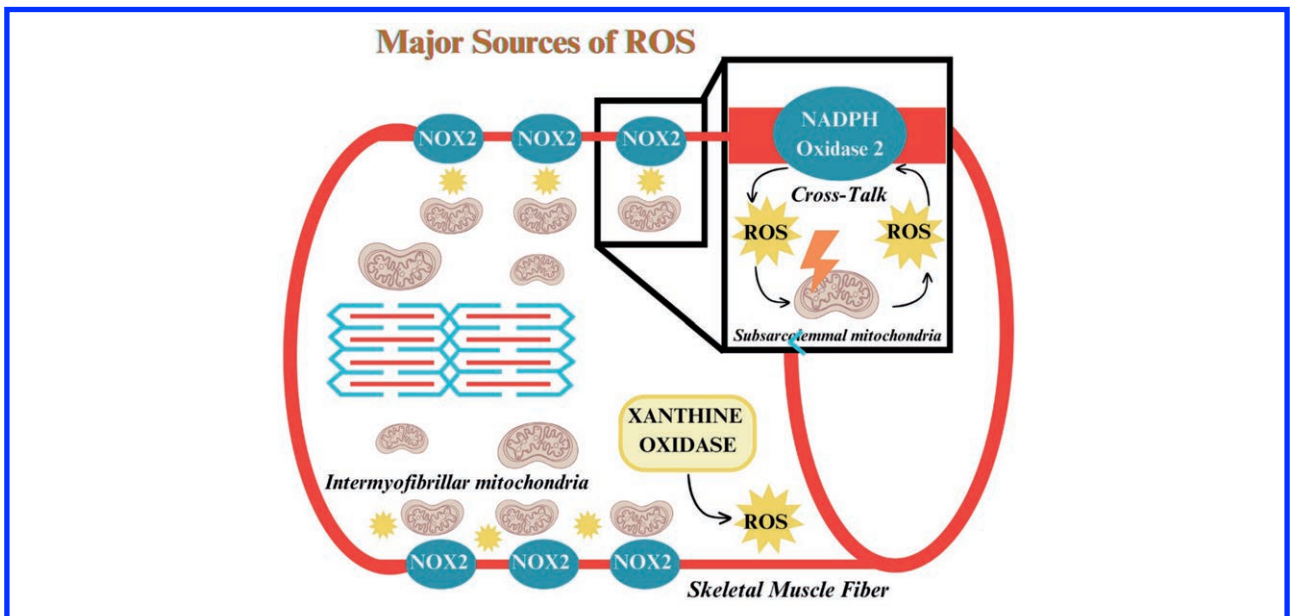 Major Sources of ROS
NOX2
NOX2
NOX2
NADPH
Oxidase 2
Cross-Talk
ROS
ROS
Subsarcolemmal mitochondria
XANTHINE
OXIDASE
Intermyofibrillar mitochondria
ROS
NOX2
NOX2
NOX2
Skeletal Muscle Fiber